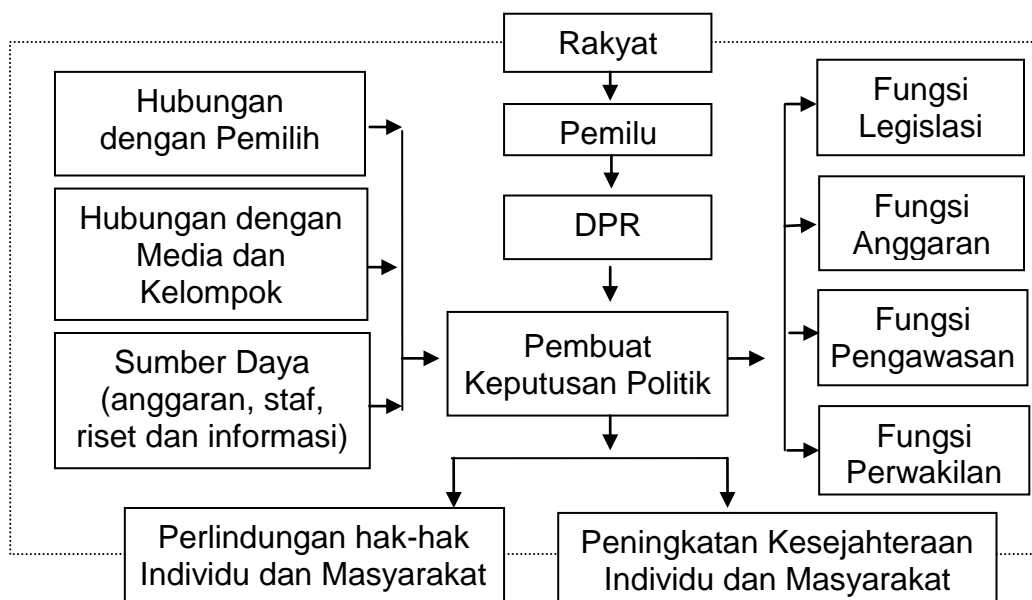 Rakyat
Pemilu
DPR
Hubungan
dengan Pemilih
Hubungan dengan
Media dan
Kelompok
Sumber Daya
(anggaran, staf,
riset dan informasi)
Pembuat
Keputusan Politik
Fungsi
Legislasi
Fungsi
Anggaran
Fungsi
Pengawasan
Fungsi
Perwakilan
Perlindungan hak-hak
Individu dan Masyarakat
Peningkatan Kesejahteraan
Individu dan Masyarakat